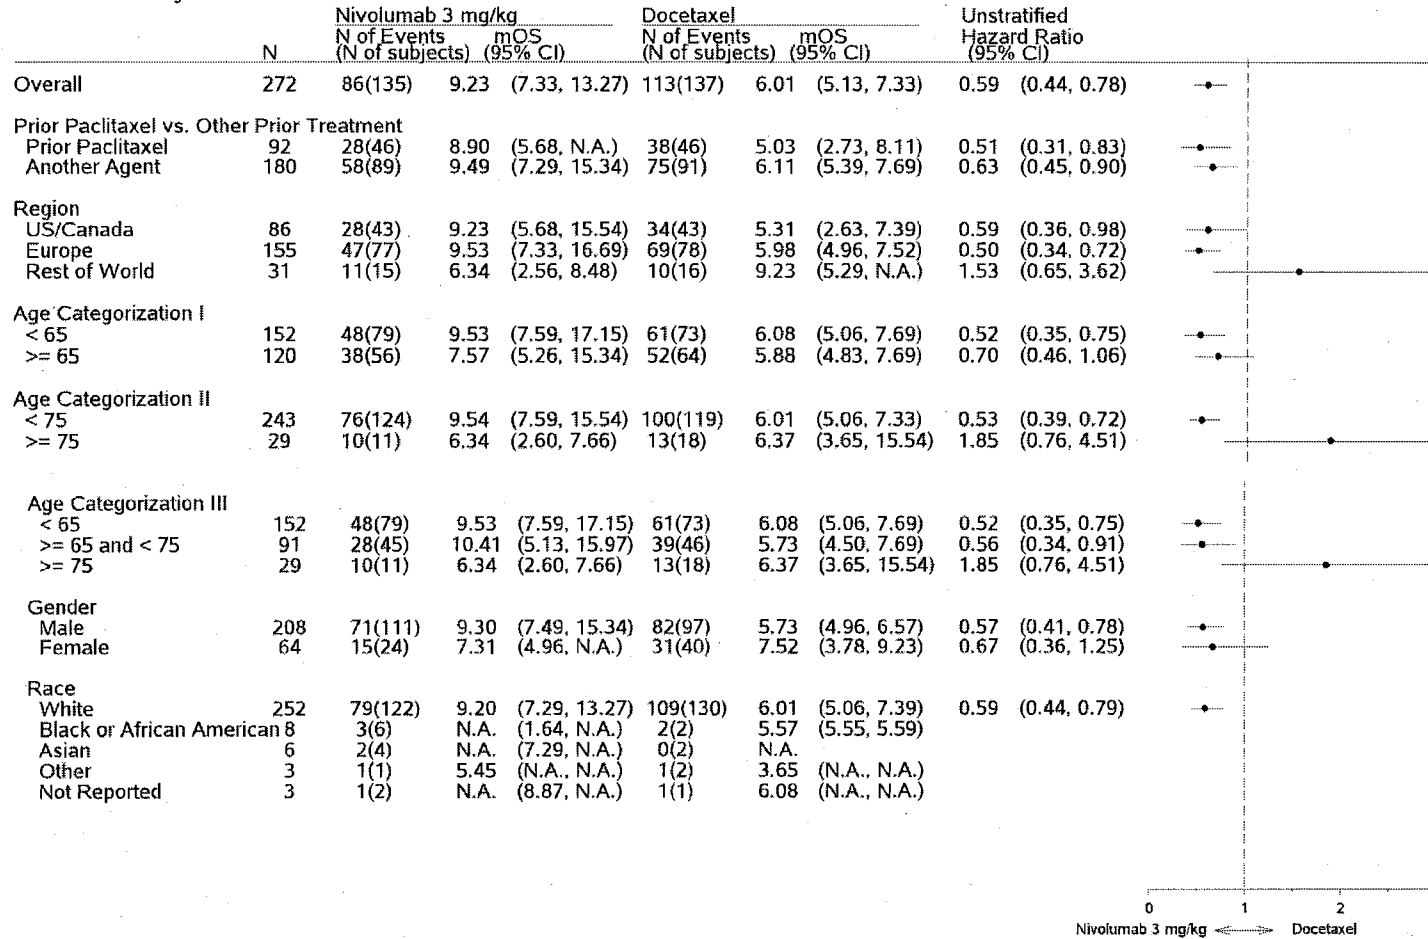 Nivolumab 3 mg/kg Docetaxel Unstratified
N of Events mOS N of Events mOS Hazard Ratio
N (N of subjects) (95% CI) (N of subjects) (95% CI) (95% CI)
Overall 272 86(135) 9.23 (7.33, 13.27) 113(137) 6.01 (5.13, 7.33) 0.59 (0.44, 0.78)
Prior Paclitaxel vs. Other Prior Treatment
Prior Paclitaxel 92 28(46) 8.90 (5.68, N.A.) 38(46) 5.03 (2.73, 8.11) 0.51 (0.31, 0.83)
Another Agent 180 58(89) 9.49 (7.29, 15.34) 75(91) 6.11 (5.39, 7.69) 0.63 (0.45, 0.90)
Region
US/Canada 86 28(43) 9.23 (5.68, 15.54) 34(43) 5.31 (2.63, 7.39) 0.59 (0.36, 0.98)
Europe 155 47(77) 9.53 (7.33, 16.69) 69(78) 5.98 (4.96, 7.52) 0.50 (0.34, 0.72)
Rest of World 31 11(15) 6.34 (2.56, 8.48) 10(16) 9.23 (5.29, N.A.) 1.53 (0.65, 3.62)
Age Categorization I
< 65 152 48(79) 9.53 (7.59, 17.15) 61(73) 6.08 (5.06, 7.69) 0.52 (0.35, 0.75)
>= 65 120 38(56) 7.57 (5.26, 15.34) 52(64) 5.88 (4.83, 7.69) 0.70 (0.46, 1.06)
Age Categorization II
< 75 243 76(124) 9.54 (7.59, 15.54) 100(119) 6.01 (5.06, 7.33) 0.53 (0.39, 0.72)
>= 75 29 10(11) 6.34 (2.60, 7.66) 13(18) 6.37 (3.65, 15.54) 1.85 (0.76, 4.51)
Age Categorization III
< 65 152 48(79) 9.53 (7.59, 17.15) 61(73) 6.08 (5.06, 7.69) 0.52 (0.35, 0.75)
>= 65 and < 75 91 28(45) 10.41 (5.13, 15.97) 39(46) 5.73 (4.50, 7.69) 0.56 (0.34, 0.91)
>= 75 29 10(11) 6.34 (2.60, 7.66) 13(18) 6.37 (3.65, 15.54) 1.85 (0.76, 4.51)
Gender
Male 208 71(111) 9.30 (7.49, 15.34) 82(97) 5.73 (4.96, 6.57) 0.57 (0.41, 0.78)
Female 64 15(24) 7.31 (4.96, N.A.) 31(40) 7.52 (3.78, 9.23) 0.67 (0.36, 1.25)
Race
White 252 79(122) 9.20 (7.29, 13.27) 109(130) 6.01 (5.06, 7.39) 0.59 (0.44, 0.79)
Black or African American 8 3(6) N.A. (1.64, N.A.) 2(2) 5.57 (5.55, 5.59)
Asian 6 2(4) N.A. (7.29, N.A.) 0(2) N.A.
Other 3 1(1) 5.45 (N.A., N.A.) 1(2) 3.65 (N.A., N.A.)
Not Reported 3 1(2) N.A. (8.87, N.A.) 1(1) 6.08 (N.A., N.A.)
0 1 2
Nivolumab 3 mg/kg <----> Docetaxel